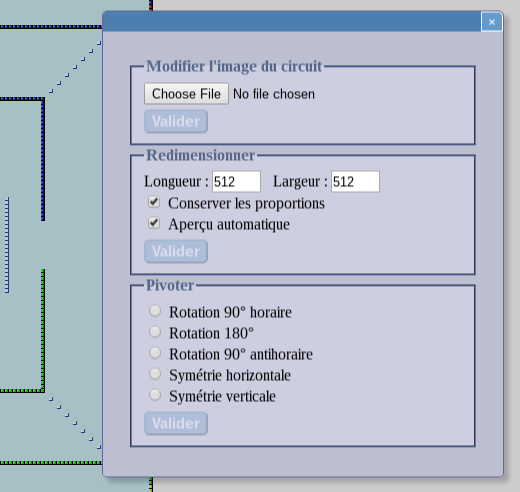 ×
Modifier l'image du circuit
Choose File No file chosen
Valider
Redimensionner
Longueur : 512 Largeur : 512
Conserver les proportions
Aperçu automatique
Valider
Pivoter
Rotation 90° horaire
Rotation 180°
Rotation 90° antihoraire
Symétrie horizontale
Symétrie verticale
Valider